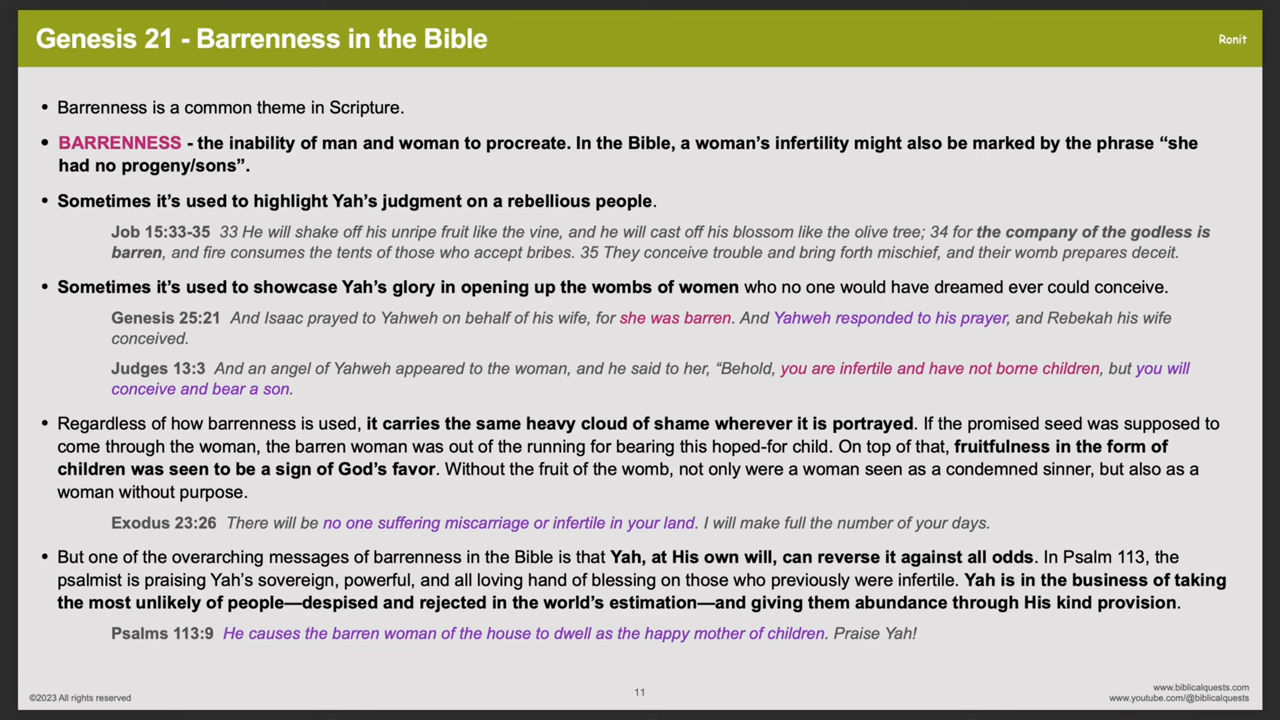 Genesis 21 - Barrenness in the Bible
Ronit
• Barrenness is a common theme in Scripture.
• BARRENNESS - the inability of man and woman to procreate. In the Bible, a woman’s infertility might also be marked by the phrase “she
had no progeny/sons”.
• Sometimes it’s used to highlight Yah’s judgment on a rebellious people.
Job 15:33-35 33 He will shake off his unripe fruit like the vine, and he will cast off his blossom like the olive tree; 34 for the company of the godless is
barren, and fire consumes the tents of those who accept bribes. 35 They conceive trouble and bring forth mischief, and their womb prepares deceit.
• Sometimes it’s used to showcase Yah’s glory in opening up the wombs of women who no one would have dreamed ever could conceive.
Genesis 25:21 And Isaac prayed to Yahweh on behalf of his wife, for she was barren. And Yahweh responded to his prayer, and Rebekah his wife
conceived.
Judges 13:3 And an angel of Yahweh appeared to the woman, and he said to her, “Behold, you are infertile and have not borne children, but you will
conceive and bear a son.
• Regardless of how barrenness is used, it carries the same heavy cloud of shame wherever it is portrayed. If the promised seed was supposed to
come through the woman, the barren woman was out of the running for bearing this hoped-for child. On top of that, fruitfulness in the form of
children was seen to be a sign of God’s favor. Without the fruit of the womb, not only were a woman seen as a condemned sinner, but also as a
woman without purpose.
Exodus 23:26 There will be no one suffering miscarriage or infertile in your land. I will make full the number of your days.
• But one of the overarching messages of barrenness in the Bible is that Yah, at His own will, can reverse it against all odds. In Psalm 113, the
psalmist is praising Yah’s sovereign, powerful, and all loving hand of blessing on those who previously were infertile. Yah is in the business of taking
the most unlikely of people—despised and rejected in the world’s estimation—and giving them abundance through His kind provision.
Psalms 113:9 He causes the barren woman of the house to dwell as the happy mother of children. Praise Yah!
©2023 All rights reserved
11
www.biblicalquests.com
www.youtube.com/@biblicalquests